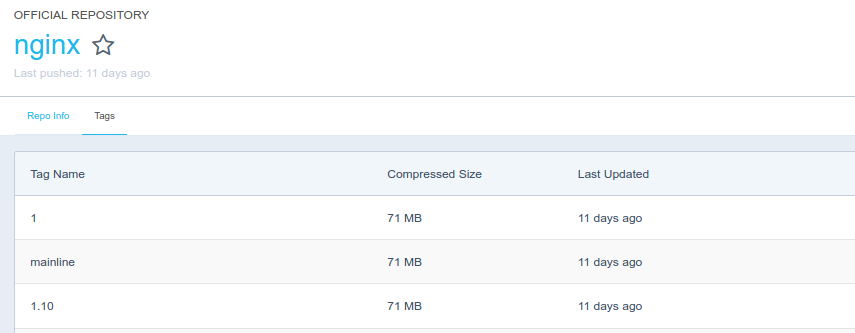 OFFICIAL REPOSITORY
nginx
Last pushed: 11 days ago
Repo Info Tags
Tag Name Compressed Size Last Updated
1 71 MB 11 days ago
mainline 71 MB 11 days ago
1.10 71 MB 11 days ago